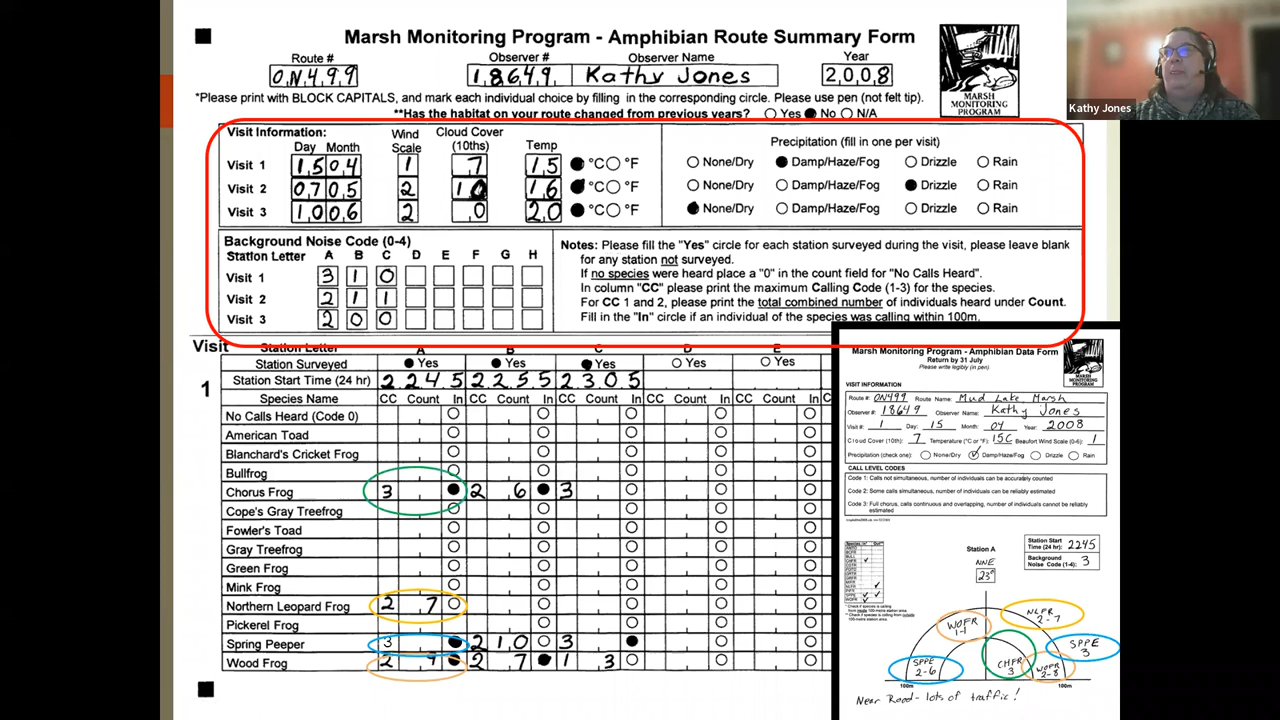 Marsh Monitoring Program - Amphibian Route Summary Form
Route # Observer # Observer Name Year
ON499 18649 Kathy Jones 2008
*Please print with BLOCK CAPITALS, and mark each individual choice by filling in the corresponding circle. Please use pen (not felt tip).
**Has the habitat on your route changed from previous years? Yes No N/A
MARSH MONITORING PROGRAM
Kathy Jones
Visit Information: Day Month Wind Scale Cloud Cover (10ths) Temp Precipitation (fill in one per visit)
Visit 1 15 04 1 7 15 °C °F None/Dry Damp/Haze/Fog Drizzle Rain
Visit 2 07 05 2 10 16 °C °F None/Dry Damp/Haze/Fog Drizzle Rain
Visit 3 10 06 2 0 20 °C °F None/Dry Damp/Haze/Fog Drizzle Rain
Background Noise Code (0-4)
Station Letter A B C D E F G H
Visit 1 3 1 0
Visit 2 2 1 1
Visit 3 2 0 0
Notes: Please fill the "Yes" circle for each station surveyed during the visit, please leave blank
for any station not surveyed.
If no species were heard place a "0" in the count field for "No Calls Heard".
In column "CC" please print the maximum Calling Code (1-3) for the species.
For CC 1 and 2, please print the total combined number of individuals heard under Count.
Fill in the "In" circle if an individual of the species was calling within 100m.
Visit Station Letter A B C D E
Station Surveyed Yes Yes Yes Yes Yes
1 Station Start Time (24 hr) 2245 2255 2305
Species Name CC Count In CC Count In CC Count In CC Count In CC Count In C
No Calls Heard (Code 0)
American Toad
Blanchard's Cricket Frog
Bullfrog
Chorus Frog 3 2 6 3
Cope's Gray Treefrog
Fowler's Toad
Gray Treefrog
Green Frog
Mink Frog
Northern Leopard Frog 2 7
Pickerel Frog
Spring Peeper 3 2 10 3
Wood Frog 2 9 2 7 1 3
Marsh Monitoring Program - Amphibian Data Form
Return by 31 July
Please write legibly (in pen)
MARSH MONITORING PROGRAM
VISIT INFORMATION
Route #: ON499 Route Name: Mud Lake Marsh
Observer #: 18649 Observer Name: Kathy Jones
Visit #: 1 Day: 15 Month: 04 Year: 2008
Cloud Cover (10th): 7 Temperature (°C or °F): 15C Beaufort Wind Scale (0-6): 1
Precipitation (check one): None/Dry Damp/Haze/Fog Drizzle Rain
CALL LEVEL CODES
Code 1: Calls not simultaneous, number of individuals can be accurately counted
Code 2: Some calls simultaneous, number of individuals can be reliably estimated
Code 3: Full chorus, calls continuous and overlapping, number of individuals cannot be reliably estimated
Station A
NNE
23°
Station Start Time (24 hr) 2245
Background Noise Code (1-4): 3
WOFR 1-1
NLFR 2-7
SPPE 3
SPPE 2-6
CHFR 3
WOFR 2-8
100m 100m
Near Road - lots of traffic!